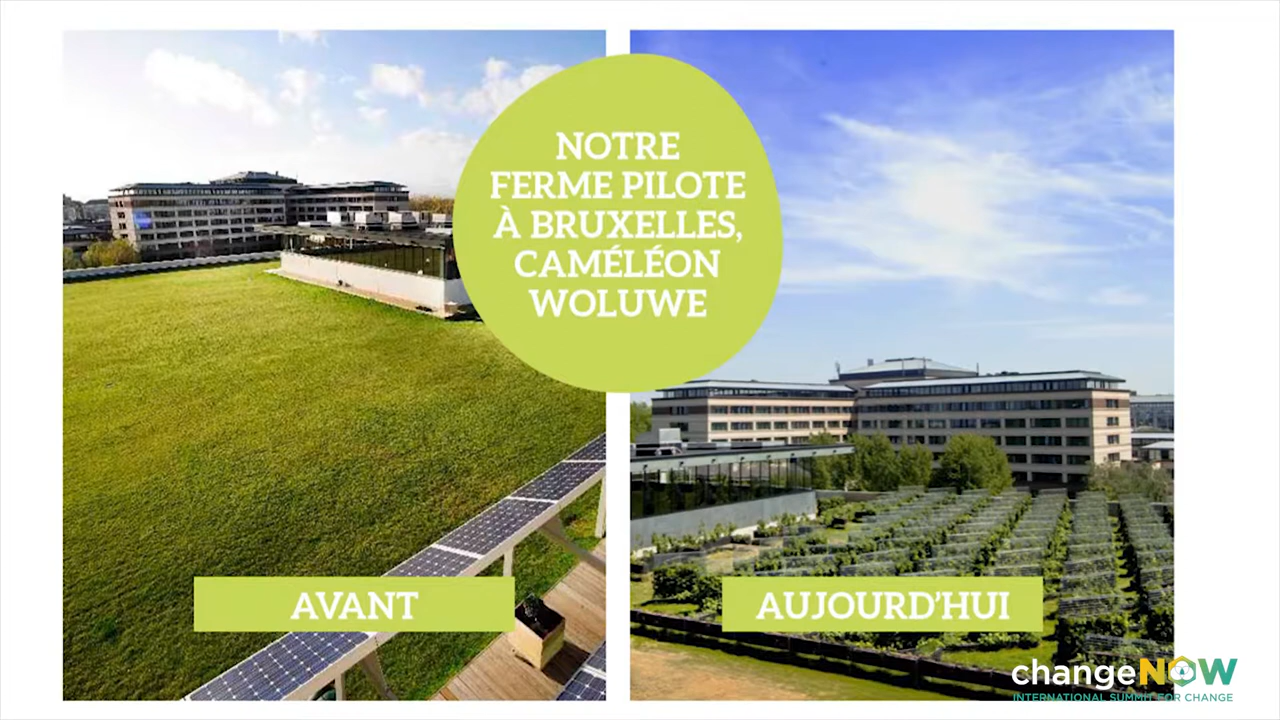 NOTRE
FERME PILOTE
À BRUXELLES,
CAMÉLÉON
WOLUWE
AVANT
AUJOURD'HUI
changeNOW
INTERNATIONAL SUMMIT FOR CHANGE